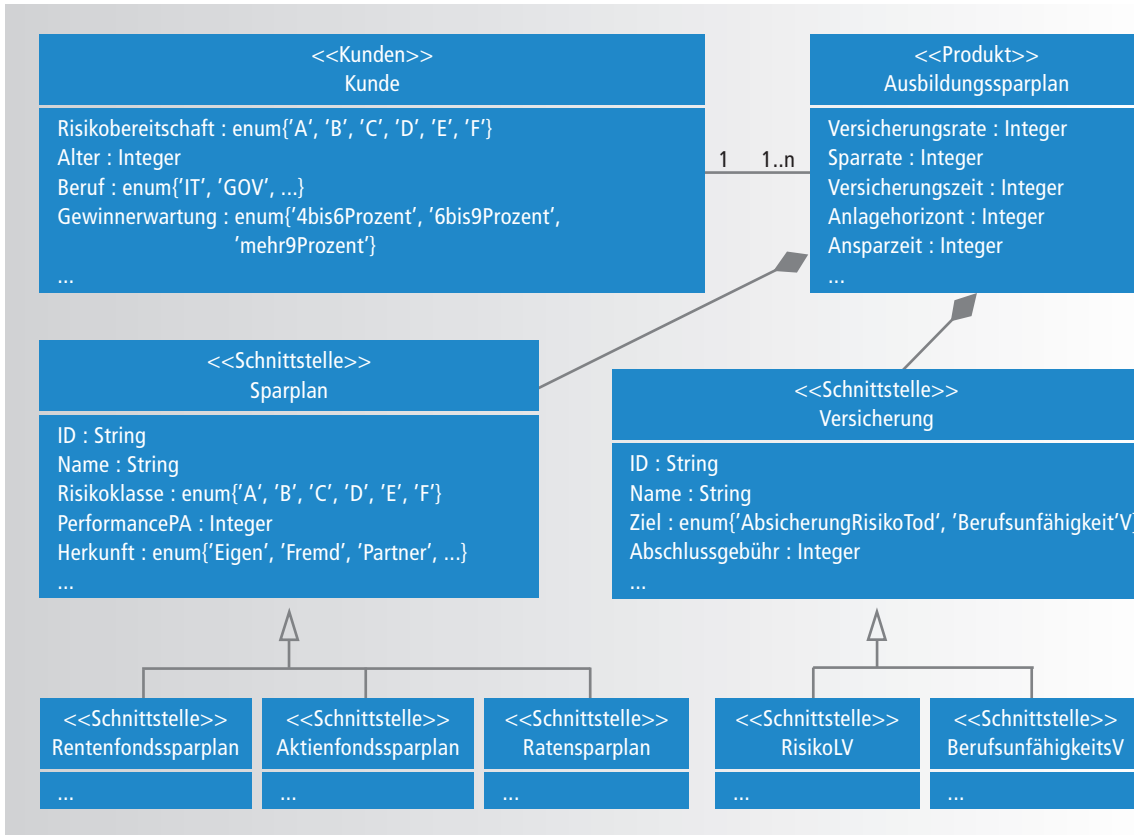 <<Kunden>>
Kunde
Risikobereitschaft : enum{'A', 'B', 'C', 'D', 'E', 'F'}
Alter : Integer
Beruf : enum{'IT', 'GOV', ...}
Gewinnerwartung : enum{'4bis6Prozent', '6bis9Prozent',
'mehr9Prozent'}
...
1 1..n
<<Produkt>>
Ausbildungssparplan
Versicherungsrate : Integer
Sparrate : Integer
Versicherungszeit : Integer
Anlagehorizont : Integer
Ansparzeit : Integer
...
<<Schnittstelle>>
Sparplan
ID : String
Name : String
Risikoklasse : enum{'A', 'B', 'C', 'D', 'E', 'F'}
PerformancePA : Integer
Herkunft : enum{'Eigen', 'Fremd', 'Partner', ...}
...
<<Schnittstelle>>
Versicherung
ID : String
Name : String
Ziel : enum{'AbsicherungRisikoTod', 'Berufsunfähigkeit'V}
Abschlussgebühr : Integer
...
<<Schnittstelle>>
Rentenfondssparplan
...
<<Schnittstelle>>
Aktienfondssparplan
...
<<Schnittstelle>>
Ratensparplan
...
<<Schnittstelle>>
RisikoLV
...
<<Schnittstelle>>
BerufsunfähigkeitsV
...